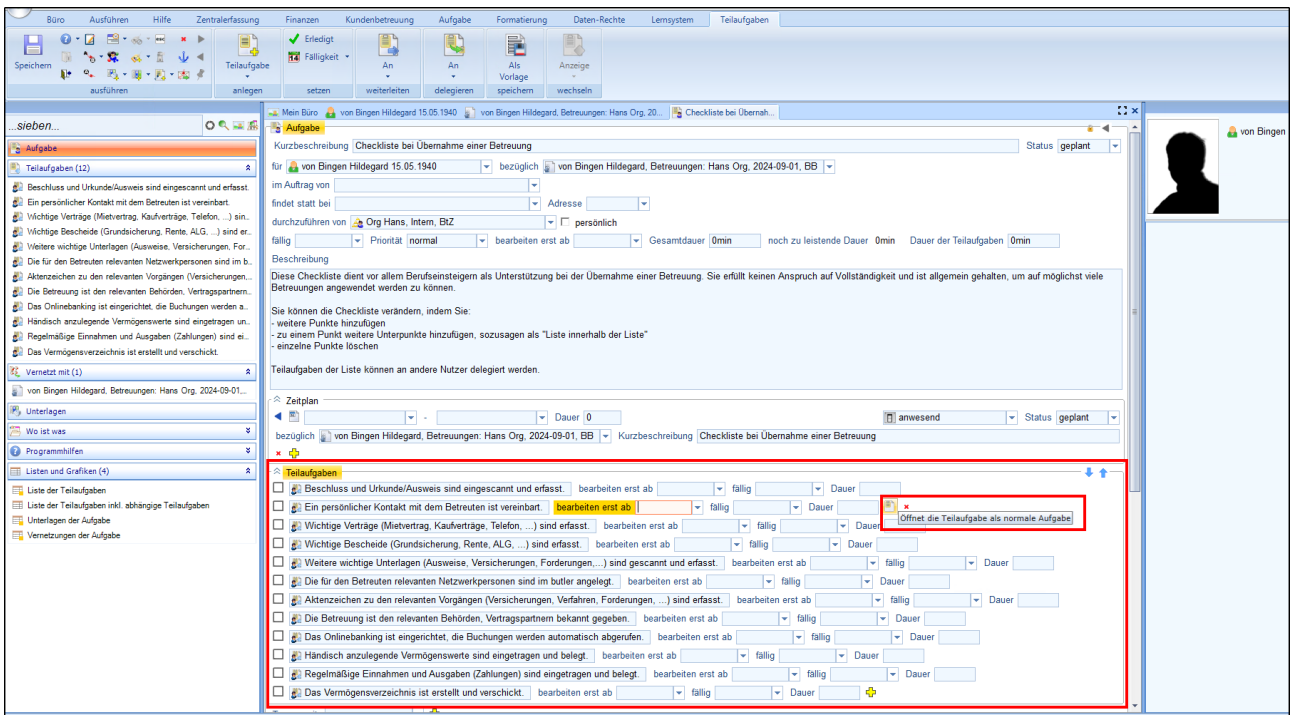 Büro Ausführen Hilfe Zentralerfassung Finanzen Kundenbetreuung Aufgabe Formatierung Daten-Rechte Lernsystem Teilaufgaben
Speichern
ausführen
Teilaufgabe
anlegen
Erledigt
Fälligkeit
setzen
An
weiterleiten
An
delegieren
Als Vorlage
speichern
Anzeige
wechseln
...sieben...
Aufgabe
Teilaufgaben (12)
Beschluss und Urkunde/Ausweis sind eingescannt und erfasst.
Ein persönlicher Kontakt mit dem Betreuten ist vereinbart.
Wichtige Verträge (Mietvertrag, Kaufverträge, Telefon, ...) sin...
Wichtige Bescheide (Grundsicherung, Rente, ALG, ...) sind er...
Weitere wichtige Unterlagen (Ausweise, Versicherungen, For...
Die für den Betreuten relevanten Netzwerkpersonen sind im b...
Aktenzeichen zu den relevanten Vorgängen (Versicherungen,...
Die Betreuung ist den relevanten Behörden, Vertragspartnern...
Das Onlinebanking ist eingerichtet, die Buchungen werden a...
Händisch anzulegende Vermögenswerte sind eingetragen un...
Regelmäßige Einnahmen und Ausgaben (Zahlungen) sind ei...
Das Vermögensverzeichnis ist erstellt und verschickt.
Vernetzt mit (1)
von Bingen Hildegard, Betreuungen: Hans Org, 2024-09-01,...
Unterlagen
Wo ist was
Programmhilfen
Listen und Grafiken (4)
Liste der Teilaufgaben
Liste der Teilaufgaben inkl. abhängige Teilaufgaben
Unterlagen der Aufgabe
Vernetzungen der Aufgabe
Mein Büro von Bingen Hildegard 15.05.1940 von Bingen Hildegard, Betreuungen: Hans Org, 20... Checkliste bei Übernah...
Aufgabe
Kurzbeschreibung Checkliste bei Übernahme einer Betreuung Status geplant
für von Bingen Hildegard 15.05.1940 bezüglich von Bingen Hildegard, Betreuungen: Hans Org, 2024-09-01, BB
im Auftrag von
findet statt bei Adresse
durchzuführen von Org Hans, Intern, BtZ persönlich
fällig Priorität normal bearbeiten erst ab Gesamtdauer 0min noch zu leistende Dauer 0min Dauer der Teilaufgaben 0min
Beschreibung
Diese Checkliste dient vor allem Berufseinsteigern als Unterstützung bei der Übernahme einer Betreuung. Sie erfüllt keinen Anspruch auf Vollständigkeit und ist allgemein gehalten, um auf möglichst viele
Betreuungen angewendet werden zu können.
Sie können die Checkliste verändern, indem Sie:
- weitere Punkte hinzufügen
- zu einem Punkt weitere Unterpunkte hinzufügen, sozusagen als "Liste innerhalb der Liste"
- einzelne Punkte löschen
Teilaufgaben der Liste können an andere Nutzer delegiert werden.
Zeitplan
- Dauer 0 anwesend Status geplant
bezüglich von Bingen Hildegard, Betreuungen: Hans Org, 2024-09-01, BB Kurzbeschreibung Checkliste bei Übernahme einer Betreuung
Teilaufgaben
Beschluss und Urkunde/Ausweis sind eingescannt und erfasst. bearbeiten erst ab fällig Dauer
Ein persönlicher Kontakt mit dem Betreuten ist vereinbart. bearbeiten erst ab fällig Dauer
Öffnet die Teilaufgabe als normale Aufgabe
Wichtige Verträge (Mietvertrag, Kaufverträge, Telefon, ...) sind erfasst. bearbeiten erst ab fällig Dauer
Wichtige Bescheide (Grundsicherung, Rente, ALG, ...) sind erfasst. bearbeiten erst ab fällig Dauer
Weitere wichtige Unterlagen (Ausweise, Versicherungen, Forderungen,...) sind gescannt und erfasst. bearbeiten erst ab fällig Dauer
Die für den Betreuten relevanten Netzwerkpersonen sind im butler angelegt. bearbeiten erst ab fällig Dauer
Aktenzeichen zu den relevanten Vorgängen (Versicherungen, Verfahren, Forderungen, ...) sind erfasst. bearbeiten erst ab fällig Dauer
Die Betreuung ist den relevanten Behörden, Vertragspartnern bekannt gegeben. bearbeiten erst ab fällig Dauer
Das Onlinebanking ist eingerichtet, die Buchungen werden automatisch abgerufen. bearbeiten erst ab fällig Dauer
Händisch anzulegende Vermögenswerte sind eingetragen und belegt. bearbeiten erst ab fällig Dauer
Regelmäßige Einnahmen und Ausgaben (Zahlungen) sind eingetragen und belegt. bearbeiten erst ab fällig Dauer
Das Vermögensverzeichnis ist erstellt und verschickt. bearbeiten erst ab fällig Dauer
von Bingen